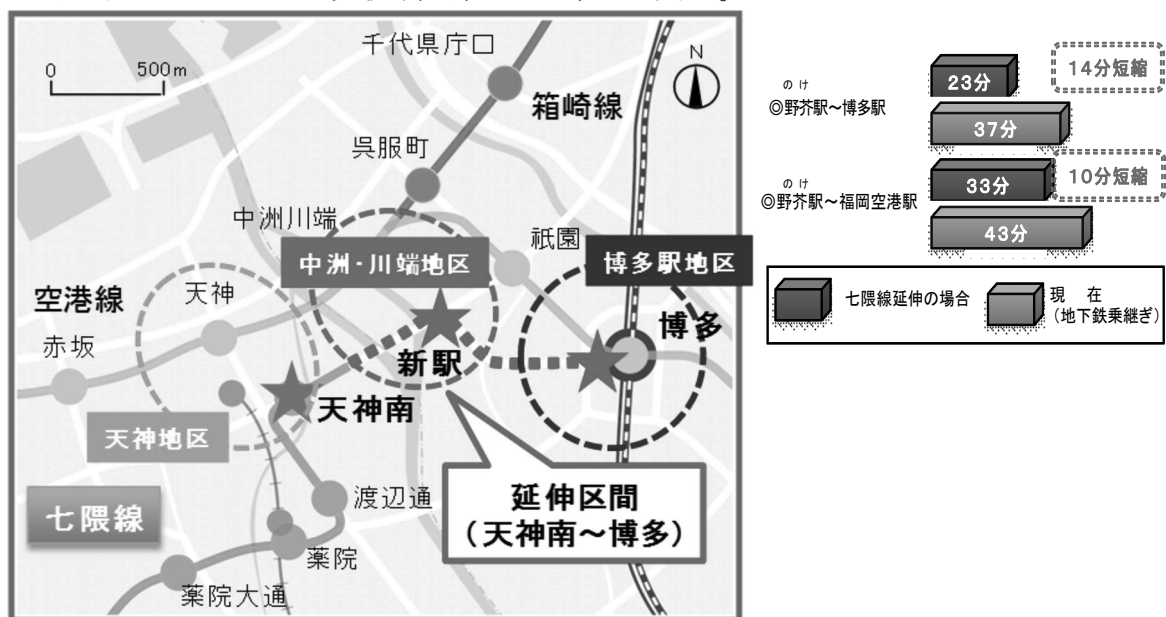 千代県庁口
N
0 500m
箱崎線
呉服町
中洲川端
祇園
中洲・川端地区
博多駅地区
空港線
天神
博多
赤坂
新駅
天神南
天神地区
延伸区間
(天神南〜博多)
七隈線
渡辺通
薬院
薬院大通
23分
14分短縮
のけ
◎野芥駅〜博多駅
37分
33分
10分短縮
のけ
◎野芥駅〜福岡空港駅
43分
七隈線延伸の場合
現 在
(地下鉄乗継ぎ)